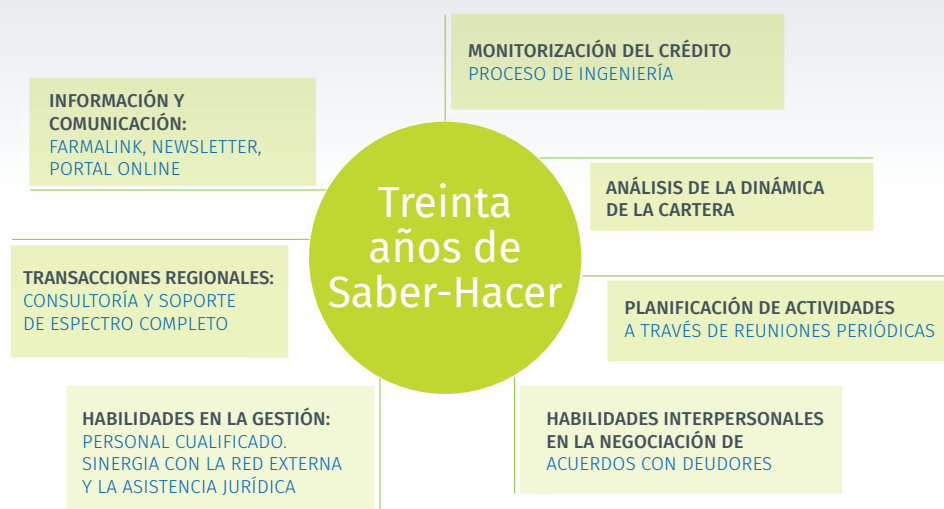 MONITORIZACIÓN DEL CRÉDITO
PROCESO DE INGENIERÍA
INFORMACIÓN Y
COMUNICACIÓN:
FARMALINK, NEWSLETTER,
PORTAL ONLINE
ANÁLISIS DE LA DINÁMICA
DE LA CARTERA
Treinta
años de
Saber-Hacer
TRANSACCIONES REGIONALES:
CONSULTORÍA Y SOPORTE
DE ESPECTRO COMPLETO
PLANIFICACIÓN DE ACTIVIDADES
A TRAVÉS DE REUNIONES PERIÓDICAS
HABILIDADES EN LA GESTIÓN:
PERSONAL CUALIFICADO.
SINERGIA CON LA RED EXTERNA
Y LA ASISTENCIA JURÍDICA
HABILIDADES INTERPERSONALES
EN LA NEGOCIACIÓN DE
ACUERDOS CON DEUDORES